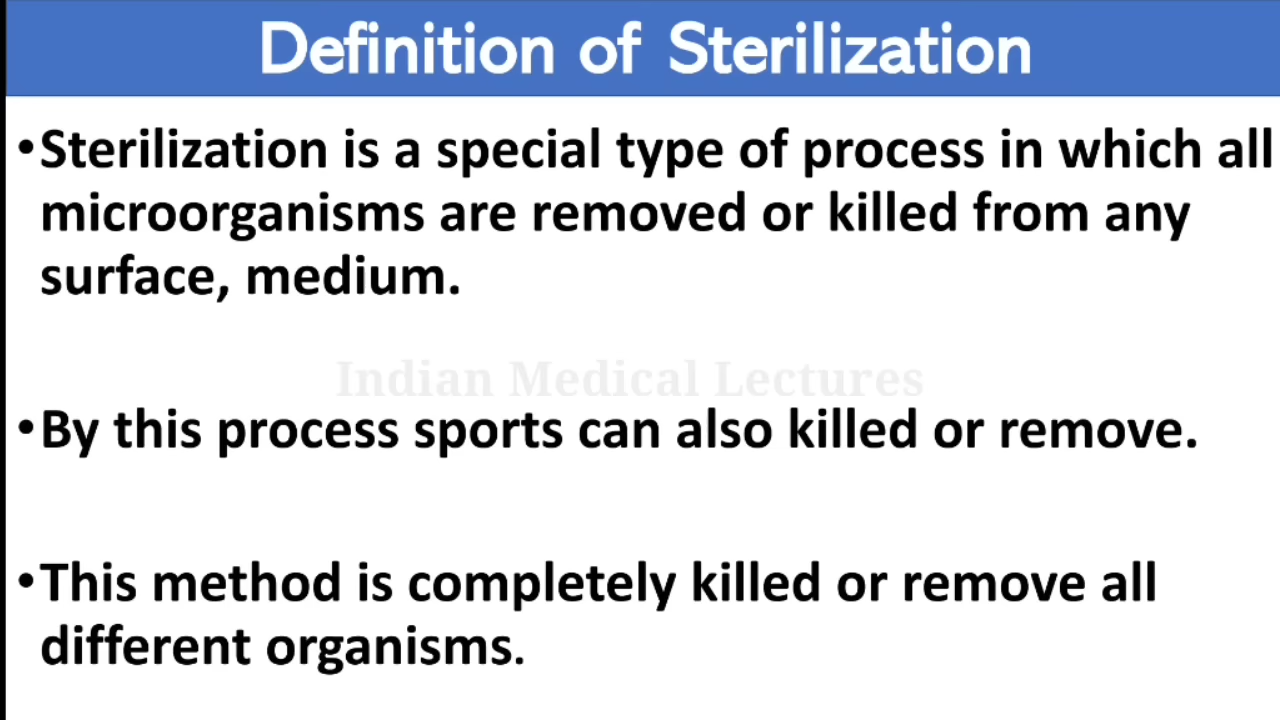 Definition of Sterilization
•Sterilization is a special type of process in which all
microorganisms are removed or killed from any
surface, medium.
Indian Medical Lectures
•By this process sports can also killed or remove.
•This method is completely killed or remove all
different organisms.